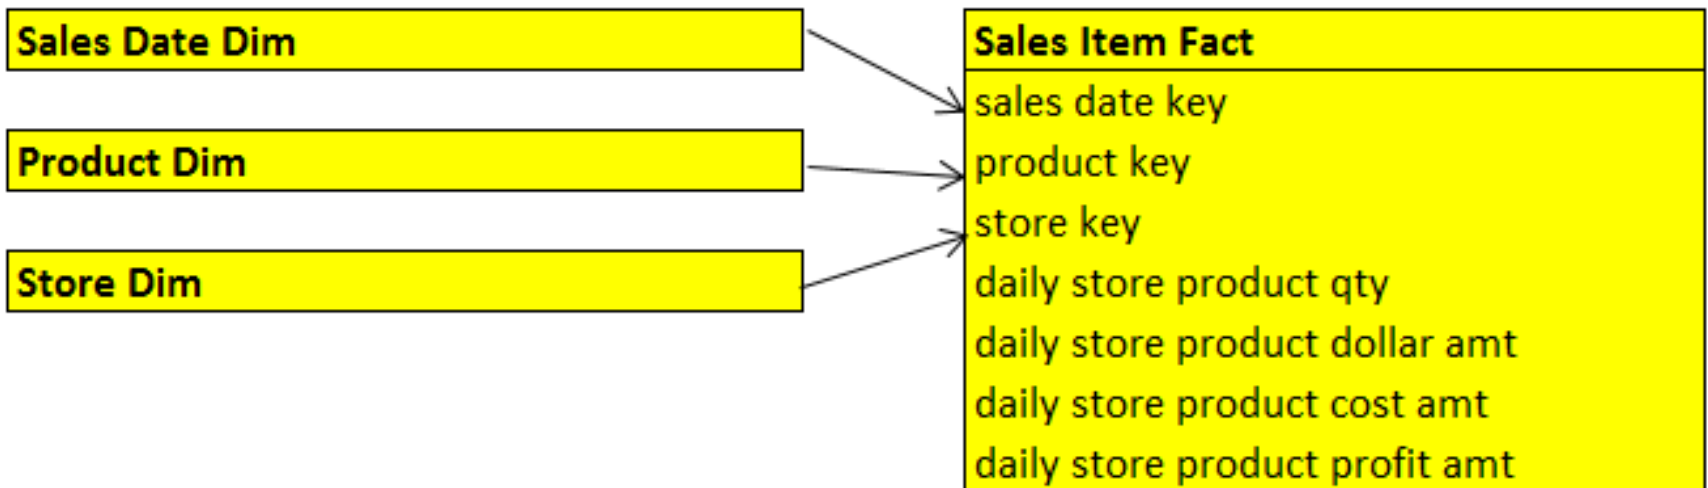 Sales Date Dim
Product Dim
Store Dim
Sales Item Fact
sales date key
product key
store key
daily store product qty
daily store product dollar amt
daily store product cost amt
daily store product profit amt